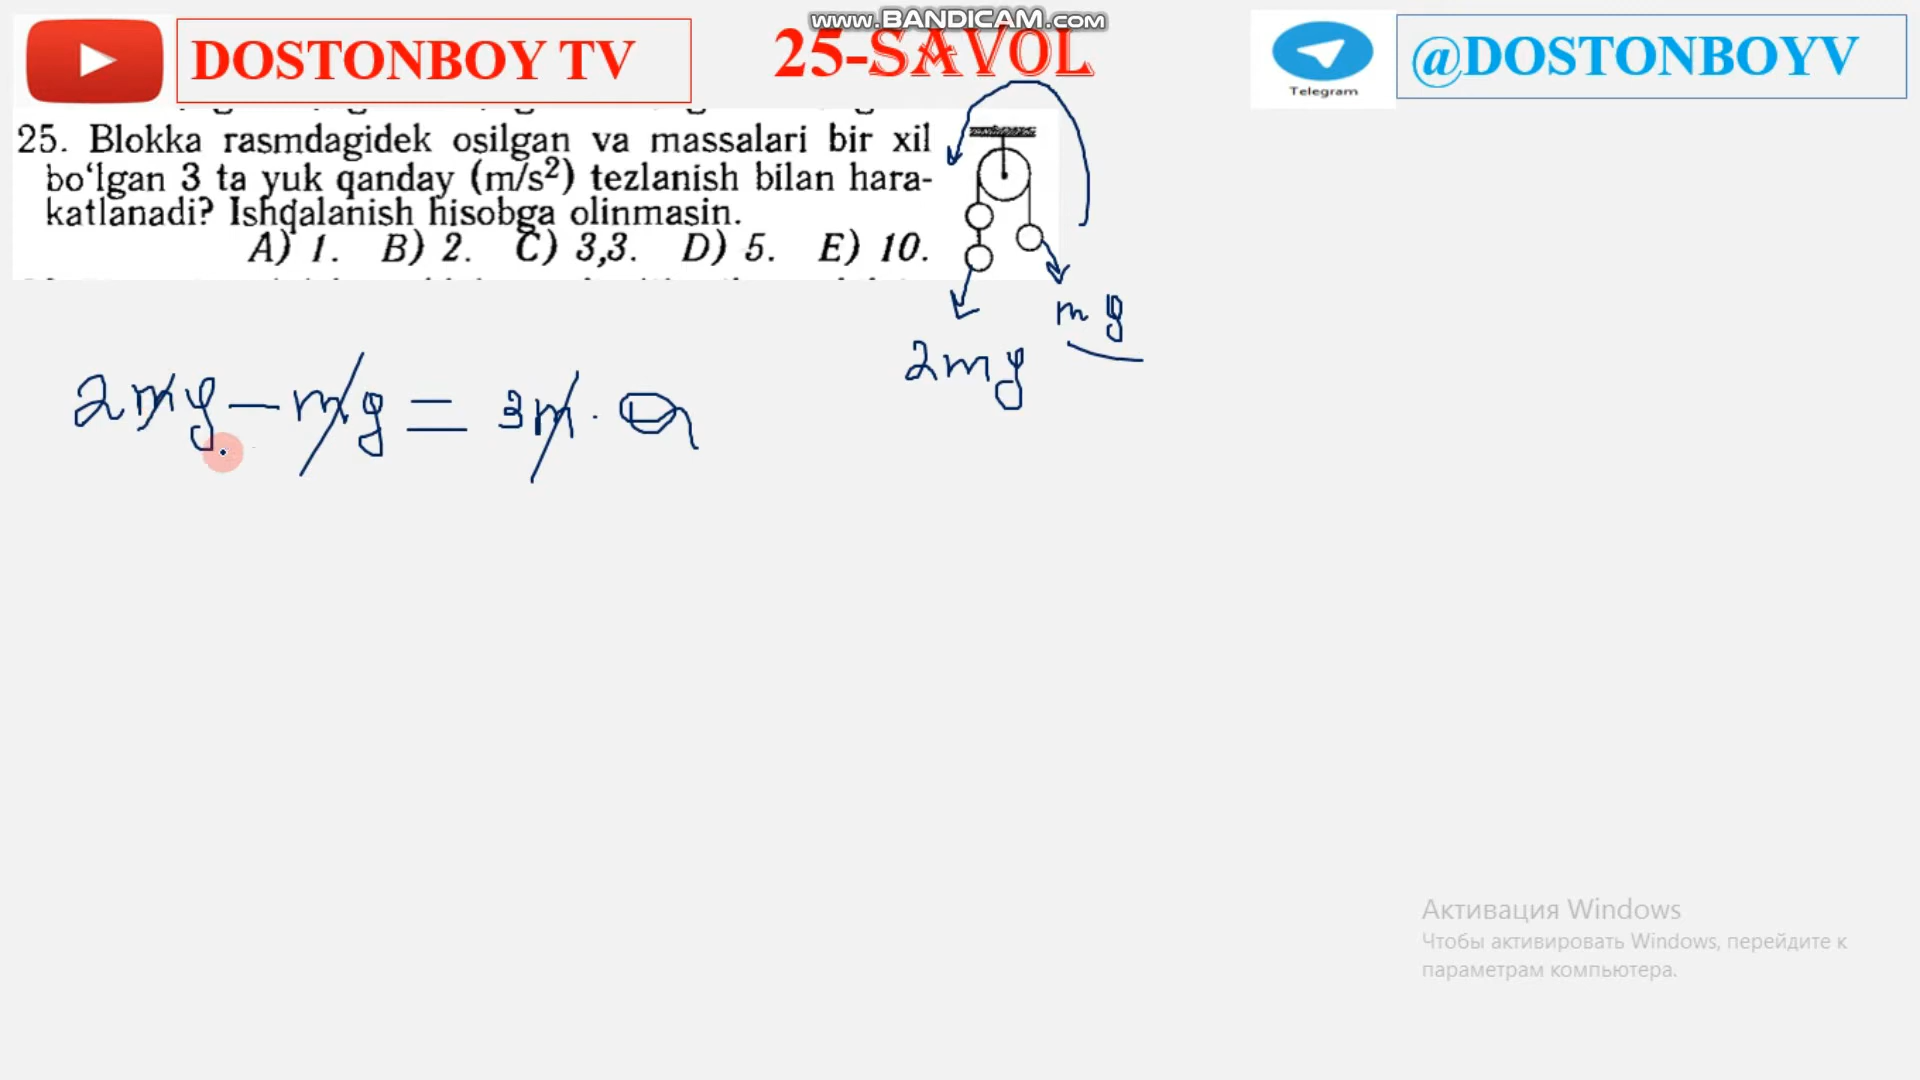 www.BANDICAM.com
DOSTONBOY TV
25-SAVOL
Telegram
@DOSTONBOYV
25. Blokka rasmdagidek osilgan va massalari bir xil
bo‘lgan 3 ta yuk qanday (m/s²) tezlanish bilan hara-
katlanadi? Ishqalanish hisobga olinmasin.
A) 1. B) 2. C) 3,3. D) 5. E) 10.
mg
2mg
2mg - mg = 3m · a
Активация Windows
Чтобы активировать Windows, перейдите к
параметрам компьютера.